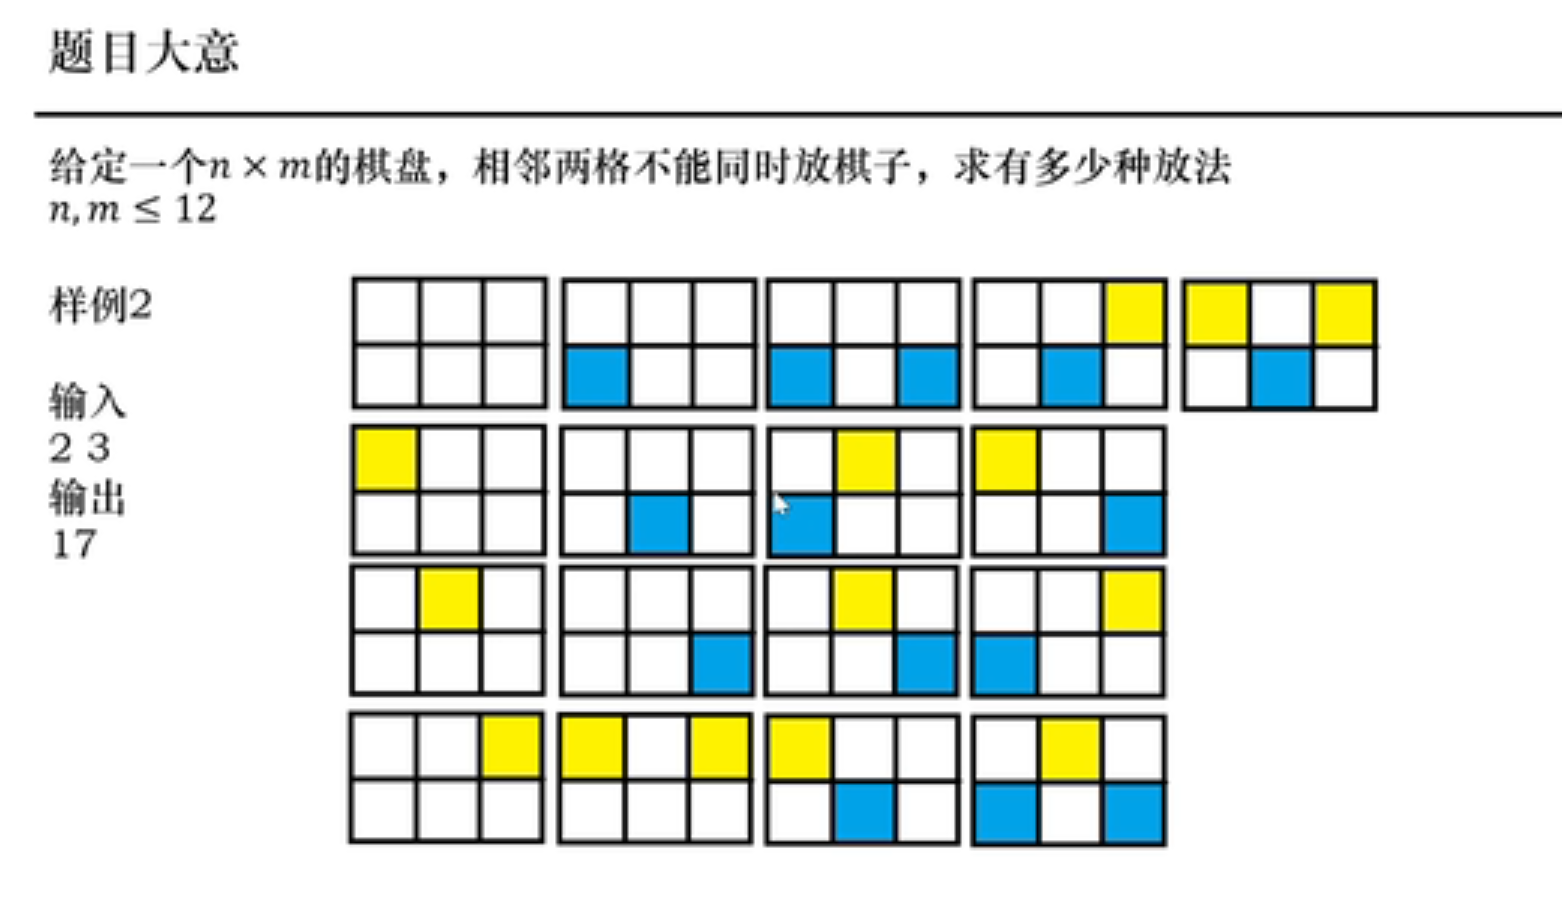 题目大意
给定一个n × m的棋盘，相邻两格不能同时放棋子，求有多少种放法
n, m ≤ 12
样例2
输入
2 3
输出
17